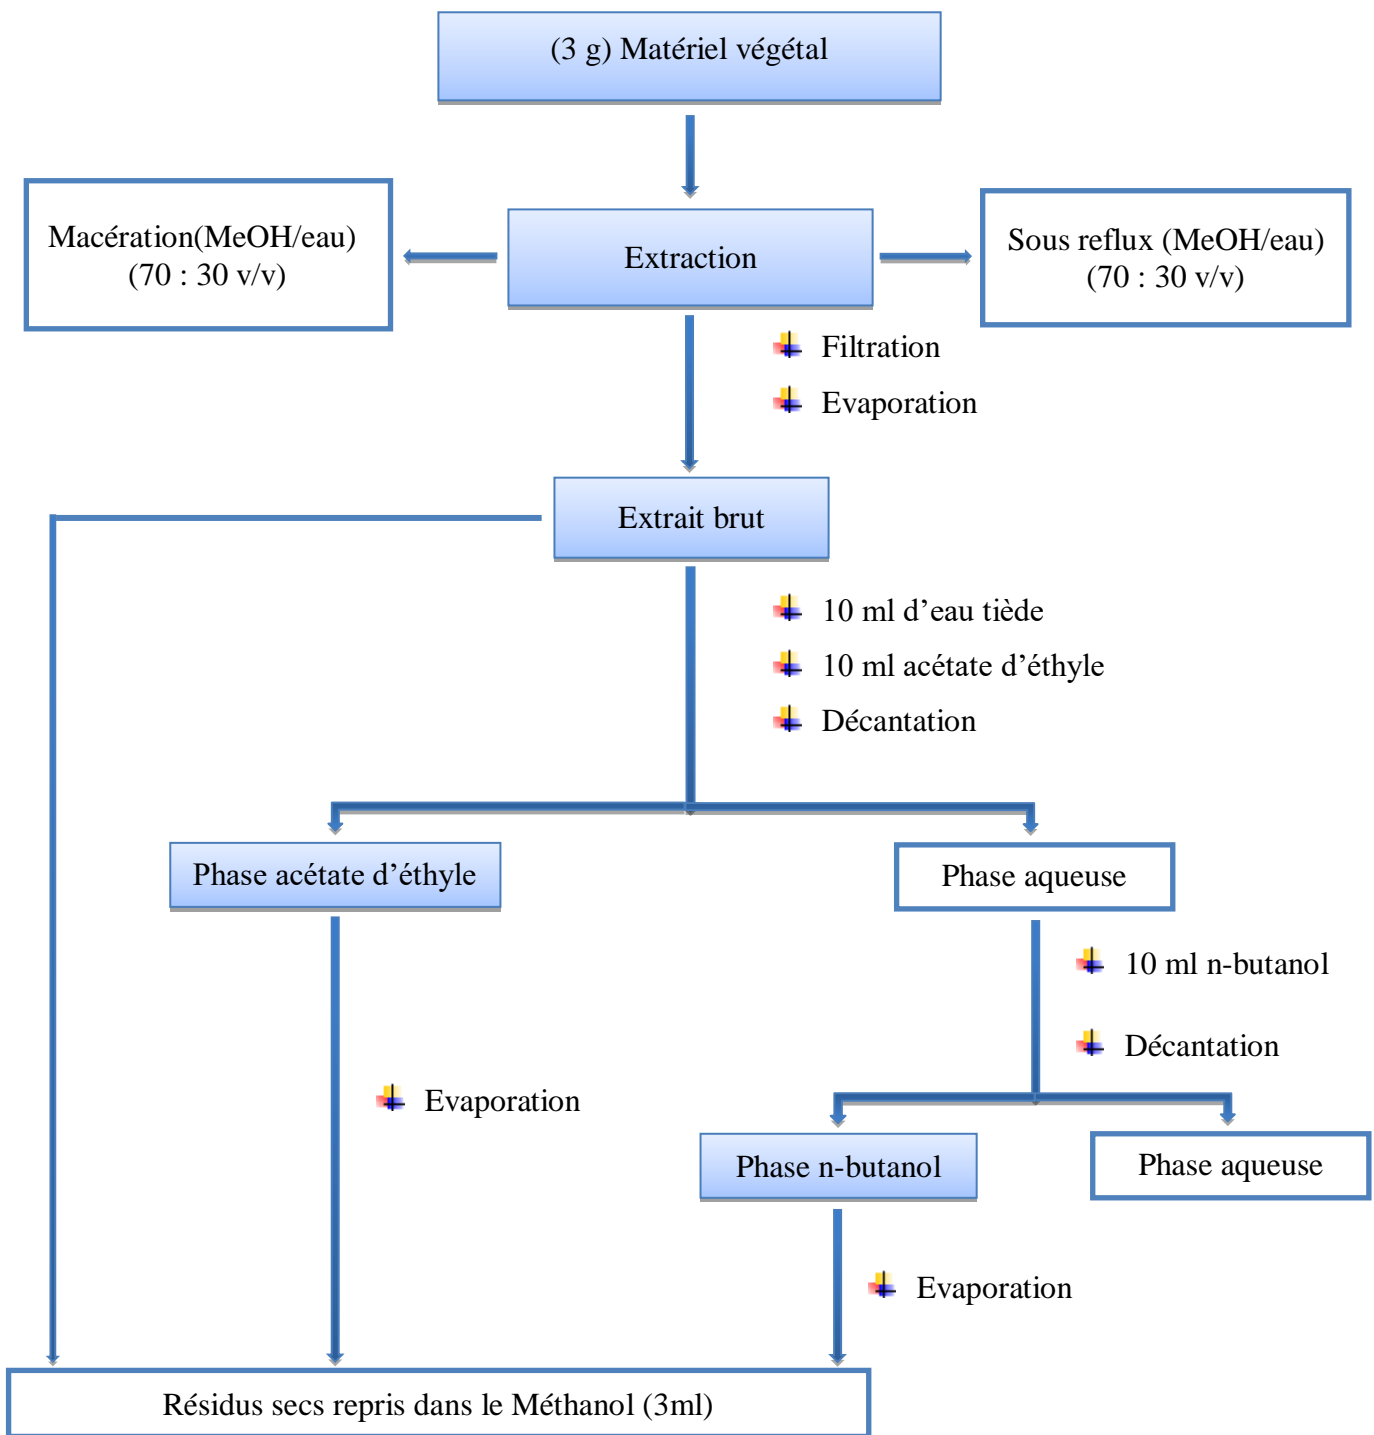 (3 g) Matériel végétal
Macération(MeOH/eau)
(70 : 30 v/v)
Extraction
Sous reflux (MeOH/eau)
(70 : 30 v/v)
Filtration
Evaporation
Extrait brut
10 ml d’eau tiède
10 ml acétate d’éthyle
Décantation
Phase acétate d’éthyle
Phase aqueuse
10 ml n-butanol
Décantation
Evaporation
Phase n-butanol
Phase aqueuse
Evaporation
Résidus secs repris dans le Méthanol (3ml)